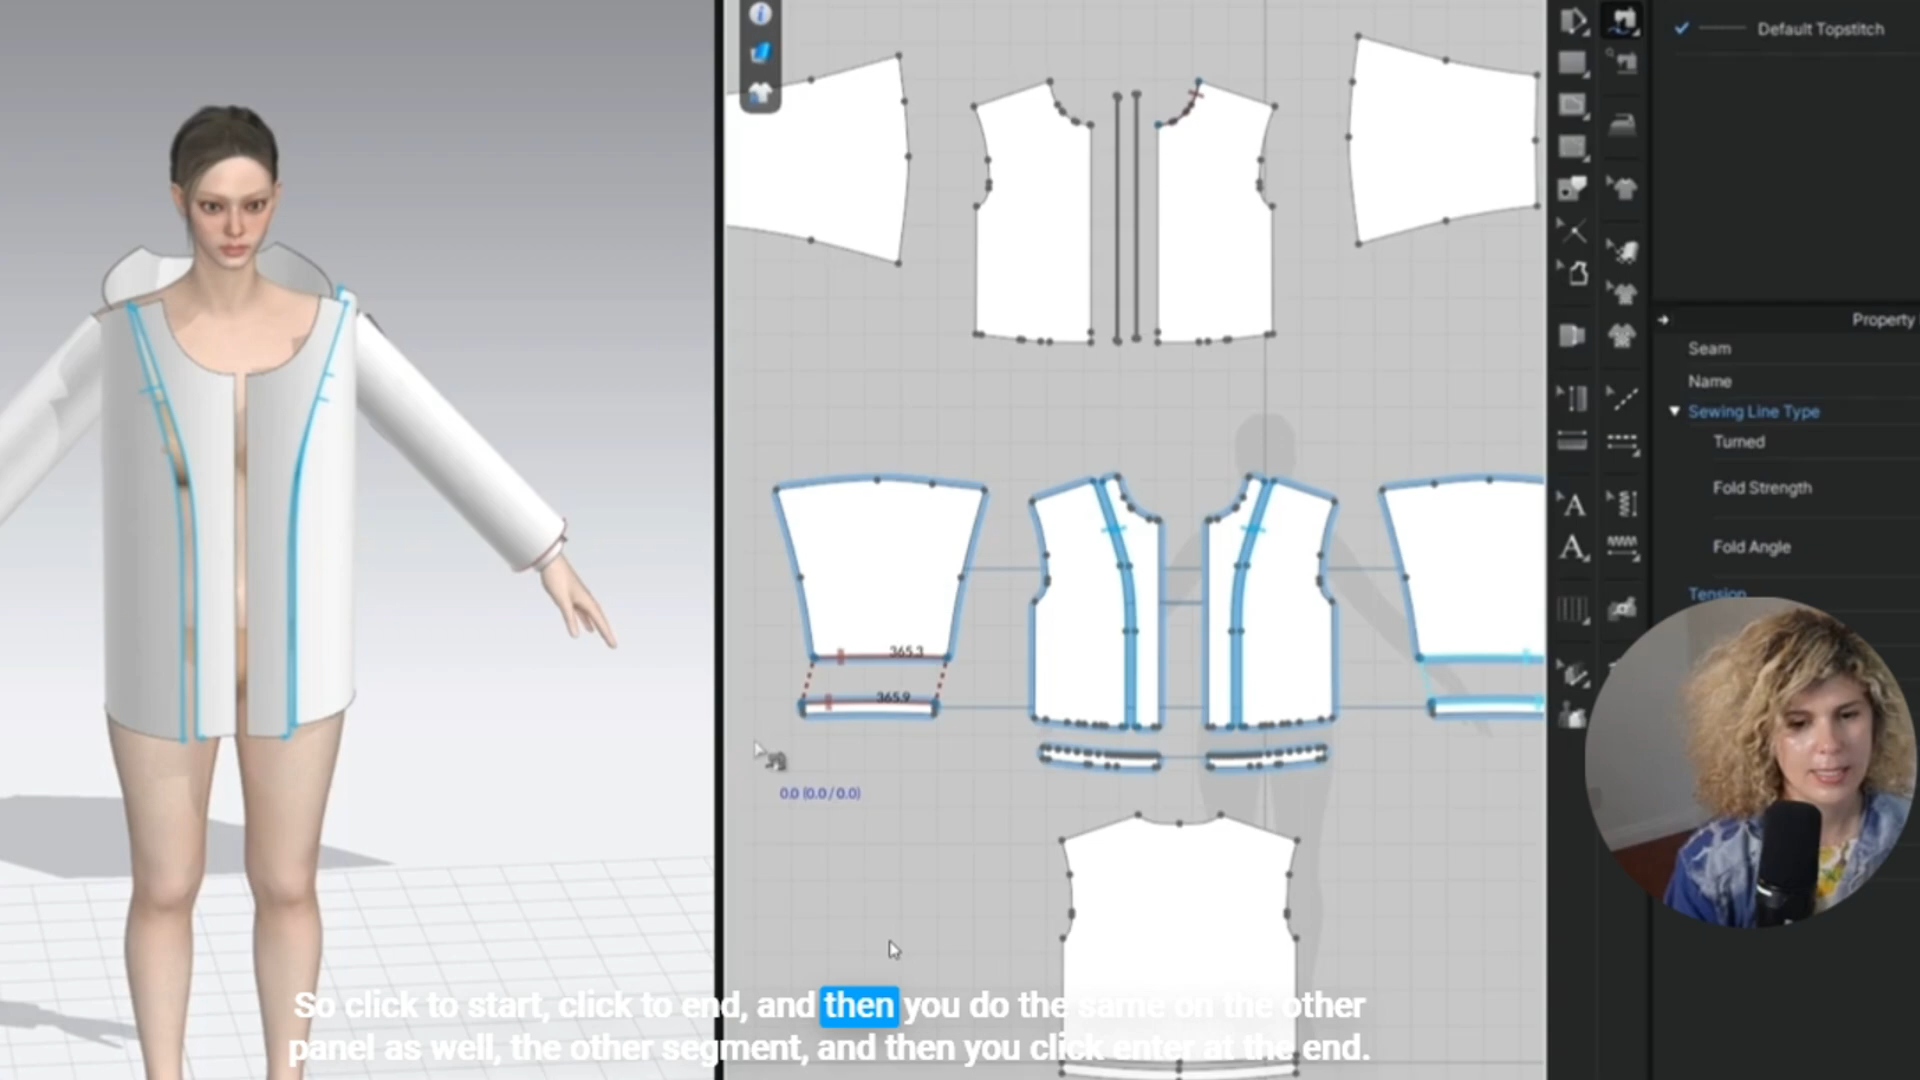 Default Topstitch
Property
Seam
Name
Sewing Line Type
Turned
Fold Strength
Fold Angle
Tension
365.3
365.9
0.0 (0.0 / 0.0)
So click to start, click to end, and then you do the same on the other
panel as well, the other segment, and then you click enter at the end.